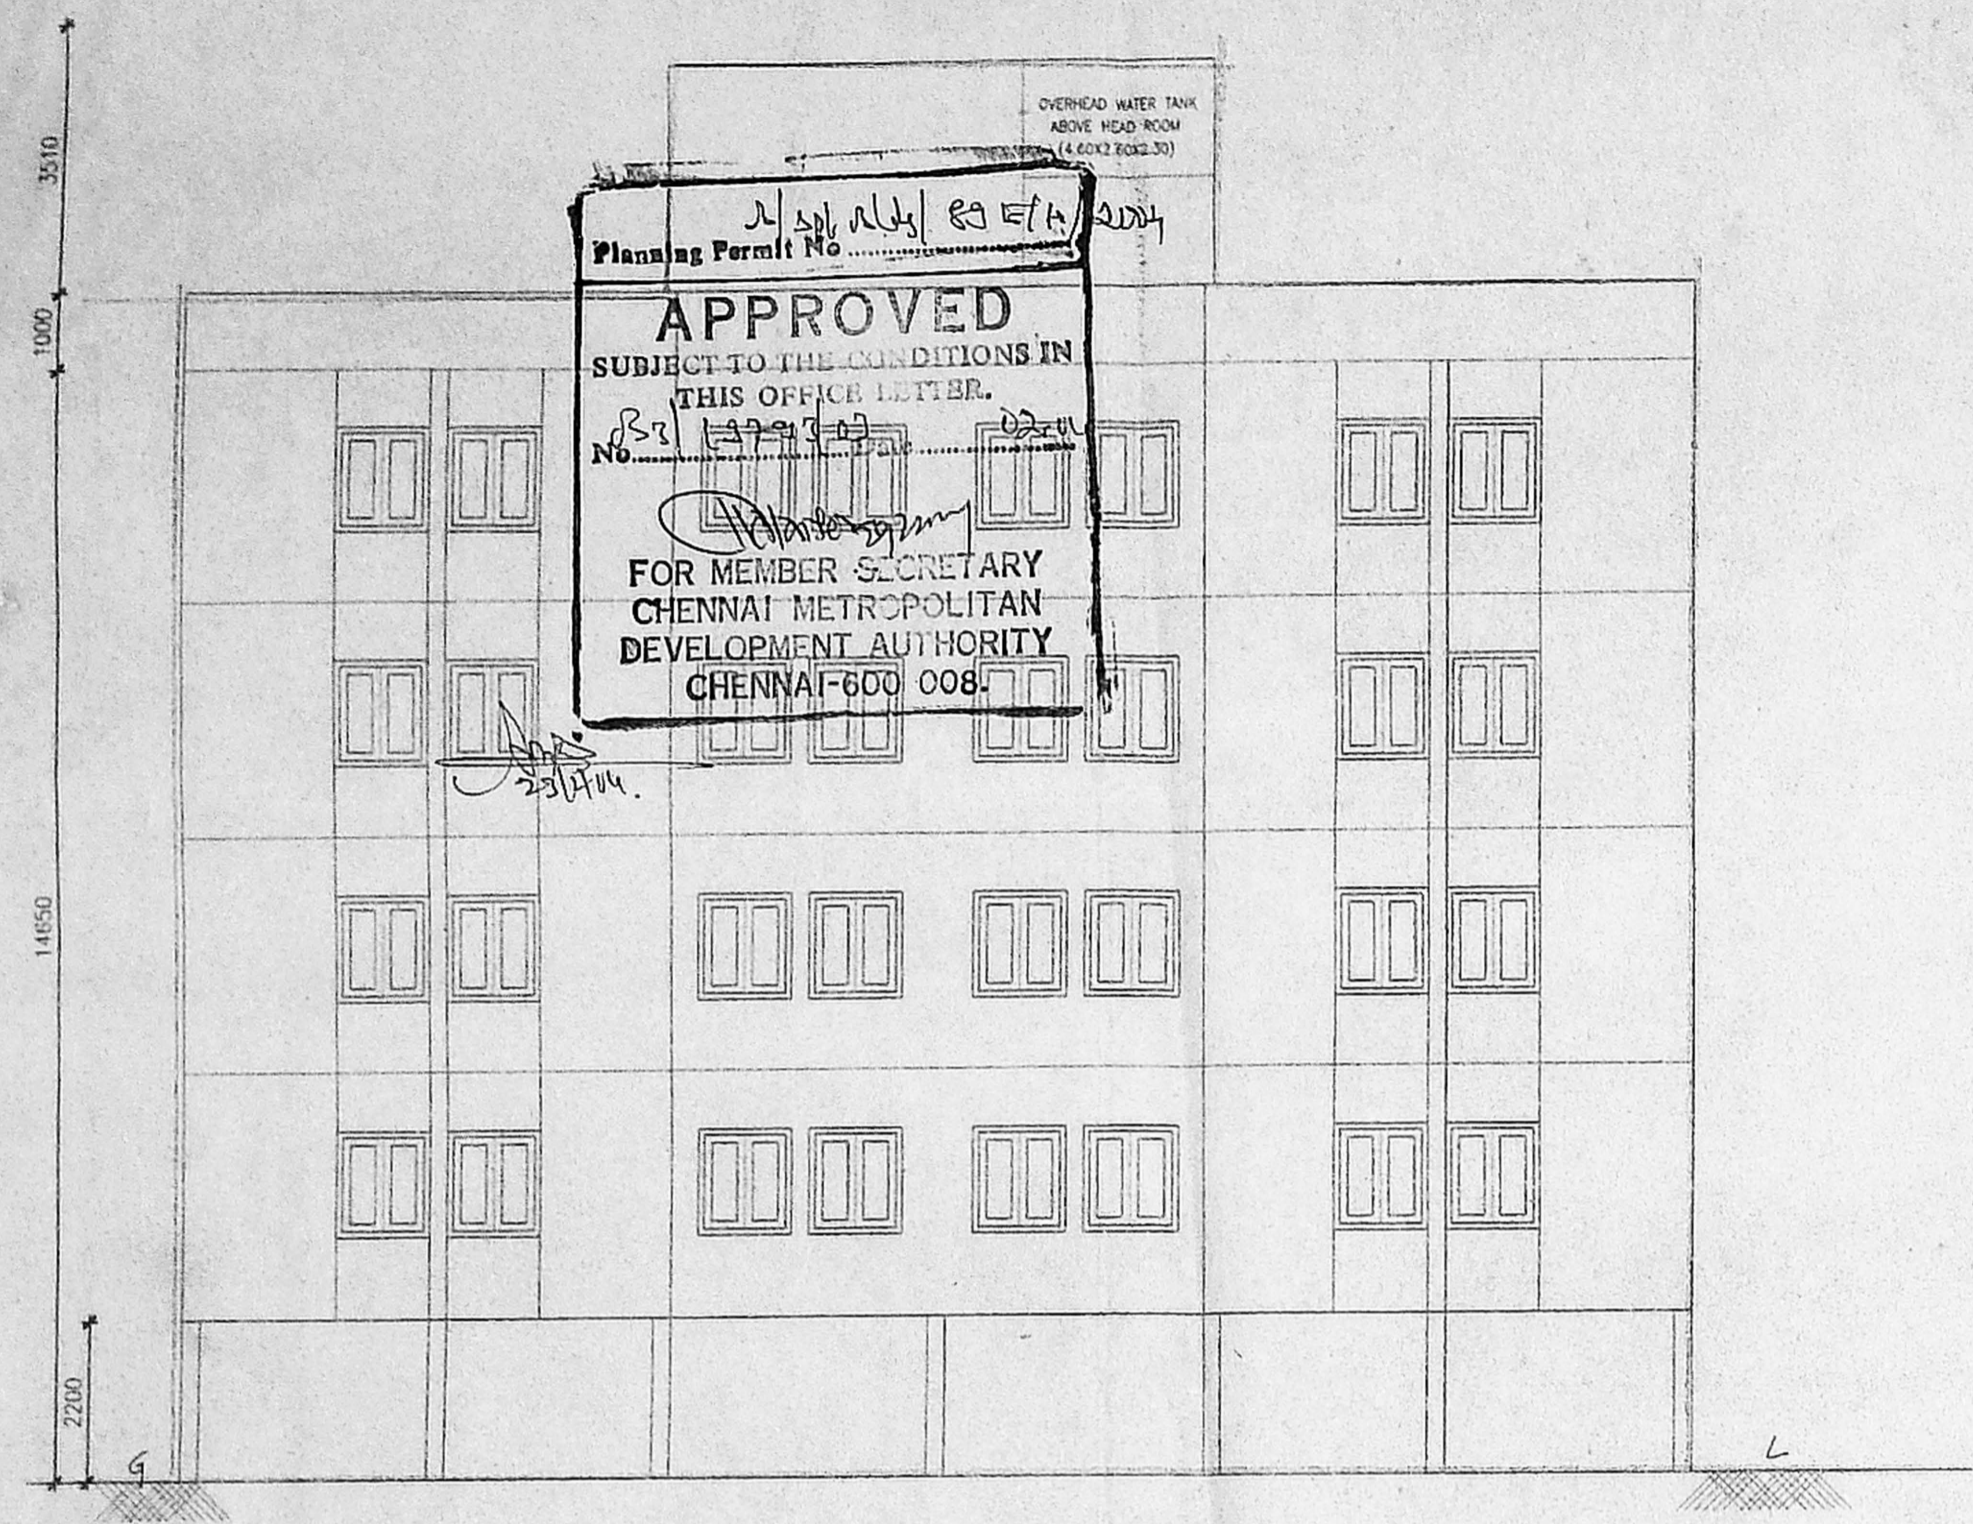 3510
OVERHEAD WATER TANK
ABOVE HEAD ROOM
(4.60X2.60X2.30)
Planning Permit No
1000
APPROVED
SUBJECT TO THE CONDITIONS IN
THIS OFFICE LETTER.
No Date
FOR MEMBER SECRETARY
CHENNAI METROPOLITAN
DEVELOPMENT AUTHORITY
CHENNAI-600 008.
14650
2200
G L